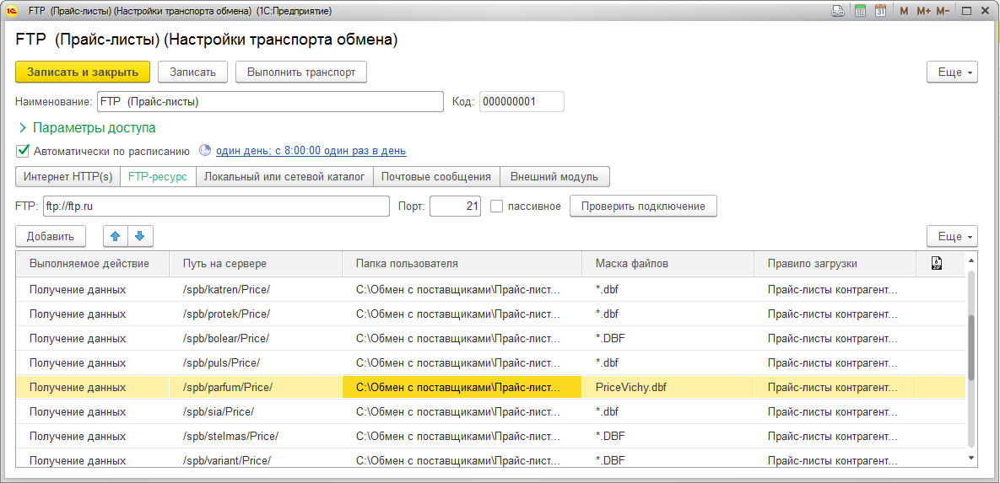 FTP (Прайс-листы) (Настройки транспорта обмена) (1С:Предприятие) 31 M M+ M-
FTP (Прайс-листы) (Настройки транспорта обмена)
Записать и закрыть Записать Выполнить транспорт Еще
Наименование: FTP (Прайс-листы) Код: 000000001
Параметры доступа
Автоматически по расписанию один день; с 8:00:00 один раз в день
Интернет HTTP(s) FTP-ресурс Локальный или сетевой каталог Почтовые сообщения Внешний модуль
FTP: ftp://ftp.ru Порт: 21 пассивное Проверить подключение
Добавить Еще
Выполняемое действие Путь на сервере Папка пользователя Маска файлов Правило загрузки ZIP
Получение данных /spb/katren/Price/ C:\Обмен с поставщиками\Прайс-лист... *.dbf Прайс-листы контрагент...
Получение данных /spb/protek/Price/ C:\Обмен с поставщиками\Прайс-лист... *.dbf Прайс-листы контрагент...
Получение данных /spb/bolear/Price/ C:\Обмен с поставщиками\Прайс-лист... *.DBF Прайс-листы контрагент...
Получение данных /spb/puls/Price/ C:\Обмен с поставщиками\Прайс-лист... *.dbf Прайс-листы контрагент...
Получение данных /spb/parfum/Price/ C:\Обмен с поставщиками\Прайс-лист... PriceVichy.dbf Прайс-листы контрагент...
Получение данных /spb/sia/Price/ C:\Обмен с поставщиками\Прайс-лист... *.dbf Прайс-листы контрагент...
Получение данных /spb/stelmas/Price/ C:\Обмен с поставщиками\Прайс-лист... *.DBF Прайс-листы контрагент...
Получение данных /spb/variant/Price/ C:\Обмен с поставщиками\Прайс-лист... *.DBF Прайс-листы контрагент...